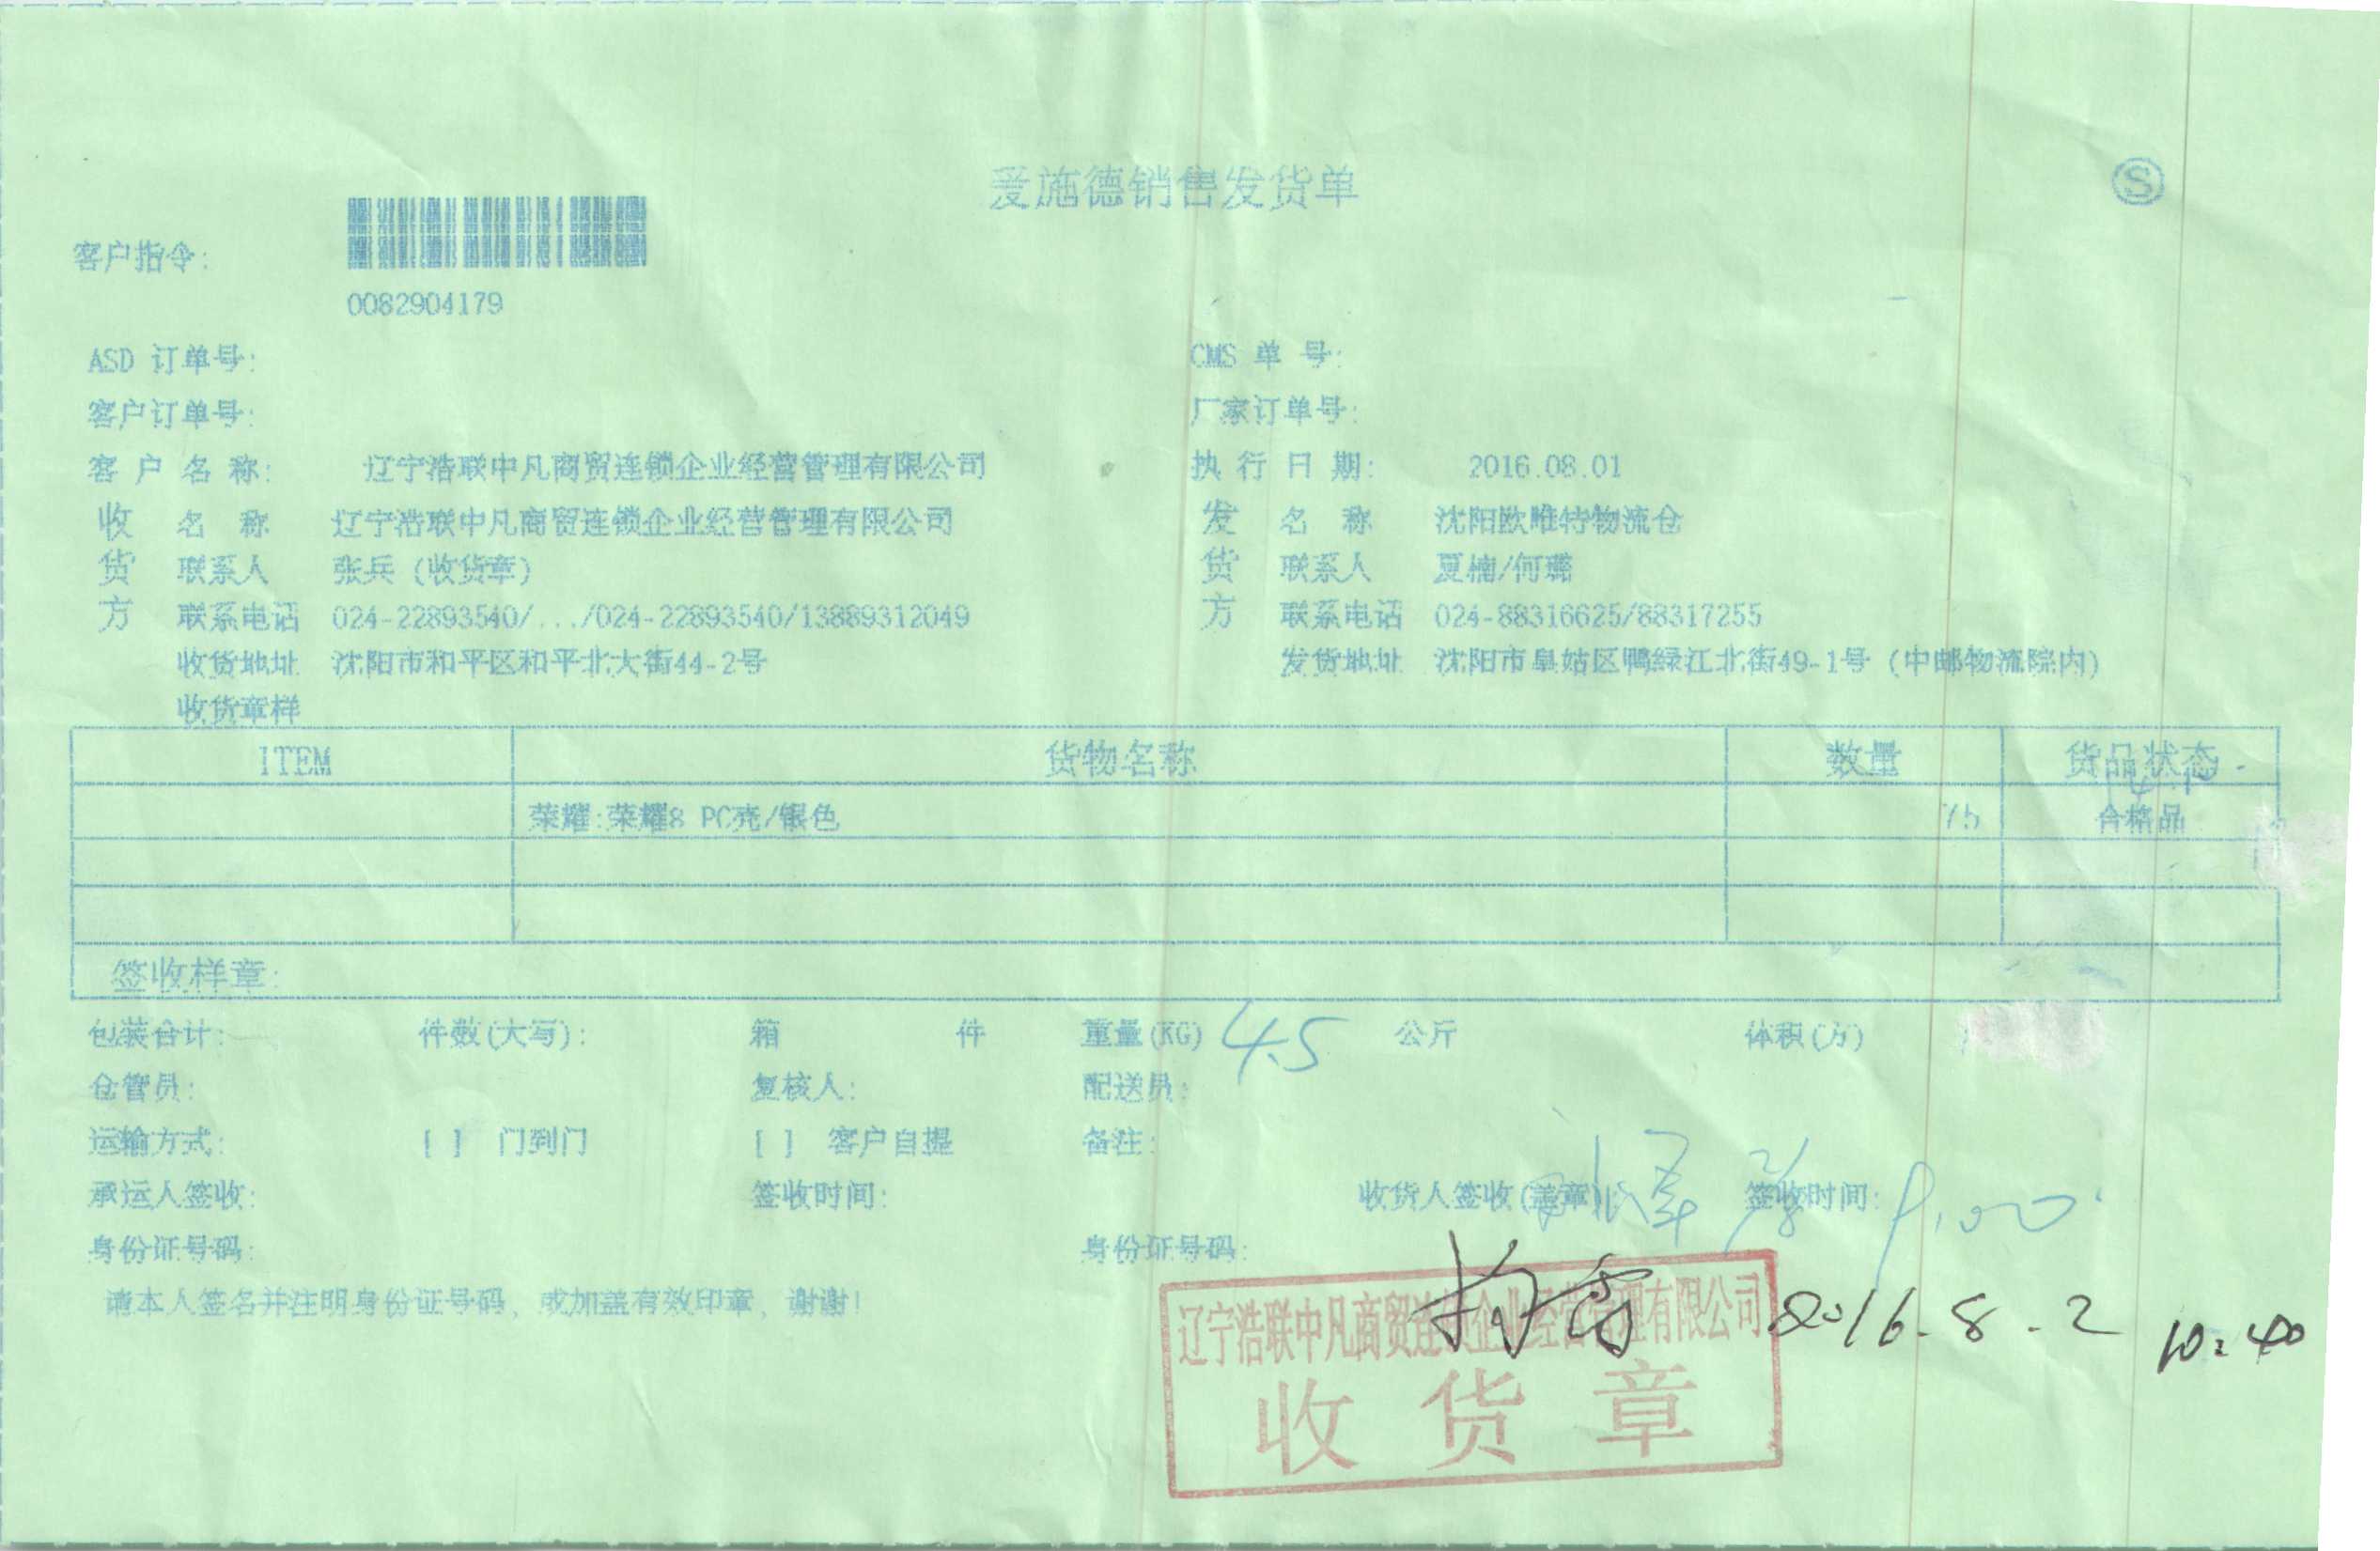 爱施德销售发货单
Ⓢ
客户指令:
0082904179
ASD 订单号: CMS 单 号:
客户订单号: 厂家订单号:
客 户 名 称: 辽宁浩联中凡商贸连锁企业经营管理有限公司 执 行 日 期: 2016.08.01
收 名 称 辽宁浩联中凡商贸连锁企业经营管理有限公司 发 名 称 沈阳欧唯特物流仓
货 联系人 张兵 (收货章) 货 联系人 夏楠/何璐
方 联系电话 024-22893540/.../024-22893540/13889312049 方 联系电话 024-88316625/88317255
收货地址 沈阳市和平区和平北大街44-2号 发货地址 沈阳市皇姑区鸭绿江北街49-1号 (中邮物流院内)
收货章样
ITEM 货物名称 数量 货品状态
荣耀:荣耀8 PC壳/银色 75 合格品
签收样章:
包装合计: 件数(大写): 箱 件 重量(KG) 4.5 公斤 体积(方)
仓管员: 复核人: 配送员:
运输方式: [ ] 门到门 [ ] 客户自提 备注:
承运人签收: 签收时间: 收货人签收(盖章) 签收时间: 9:00
身份证号码: 身份证号码:
请本人签名并注明身份证号码、或加盖有效印章、谢谢!
辽宁浩联中凡商贸连锁企业经营管理有限公司 2016.8.2 10:40
收货章